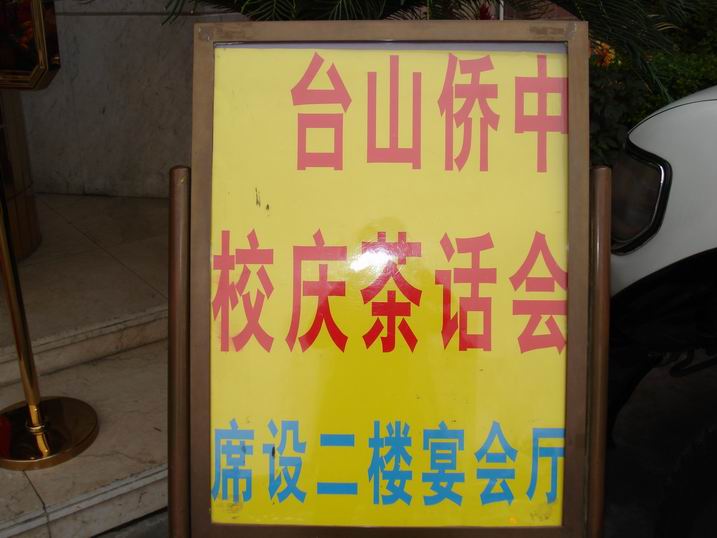 台山侨中
校庆茶话会
席设二楼宴会厅